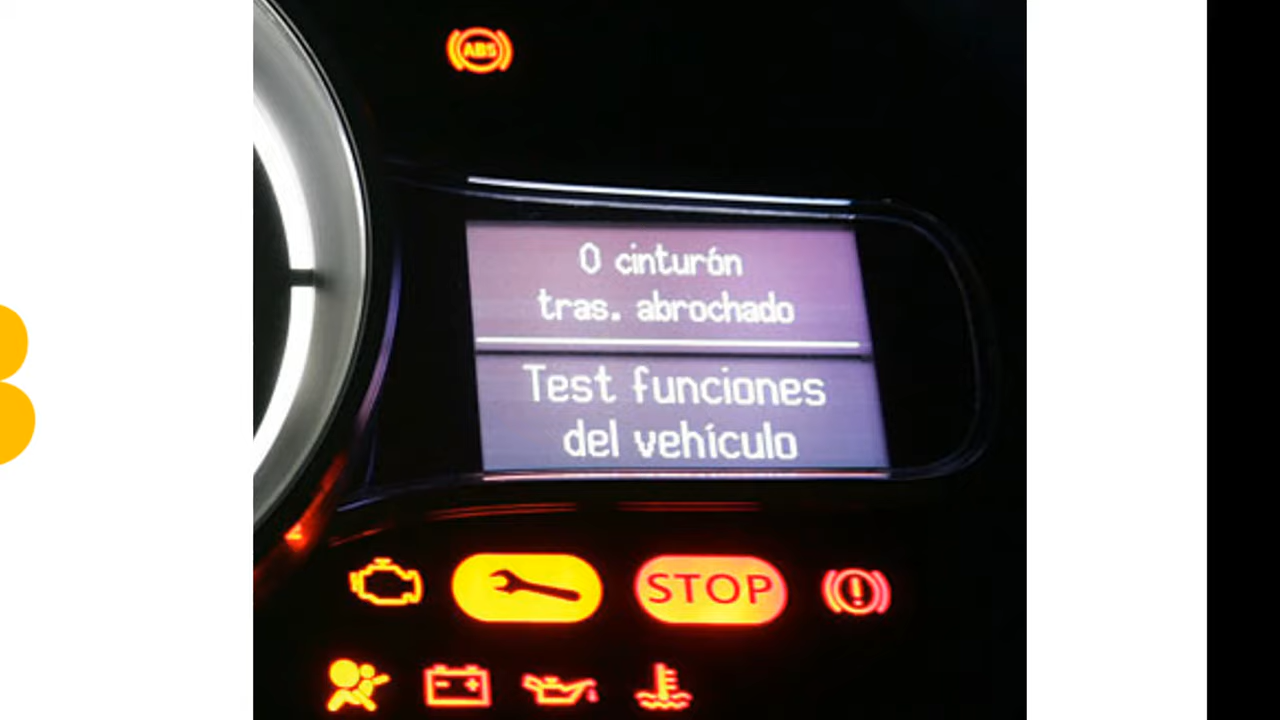 ABS
0 cinturón
tras. abrochado
Test funciones
del vehículo
STOP